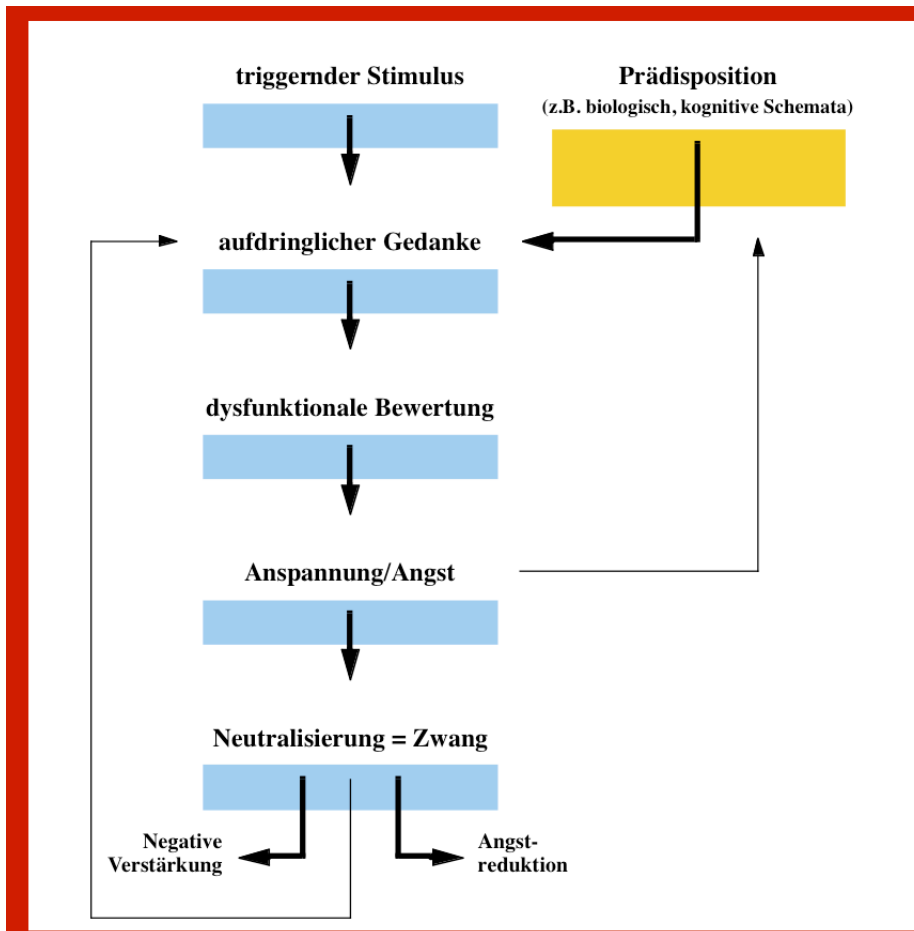 triggernder Stimulus
Prädisposition
(z.B. biologisch, kognitive Schemata)
aufdringlicher Gedanke
dysfunktionale Bewertung
Anspannung/Angst
Neutralisierung = Zwang
Negative
Verstärkung
Angst-
reduktion